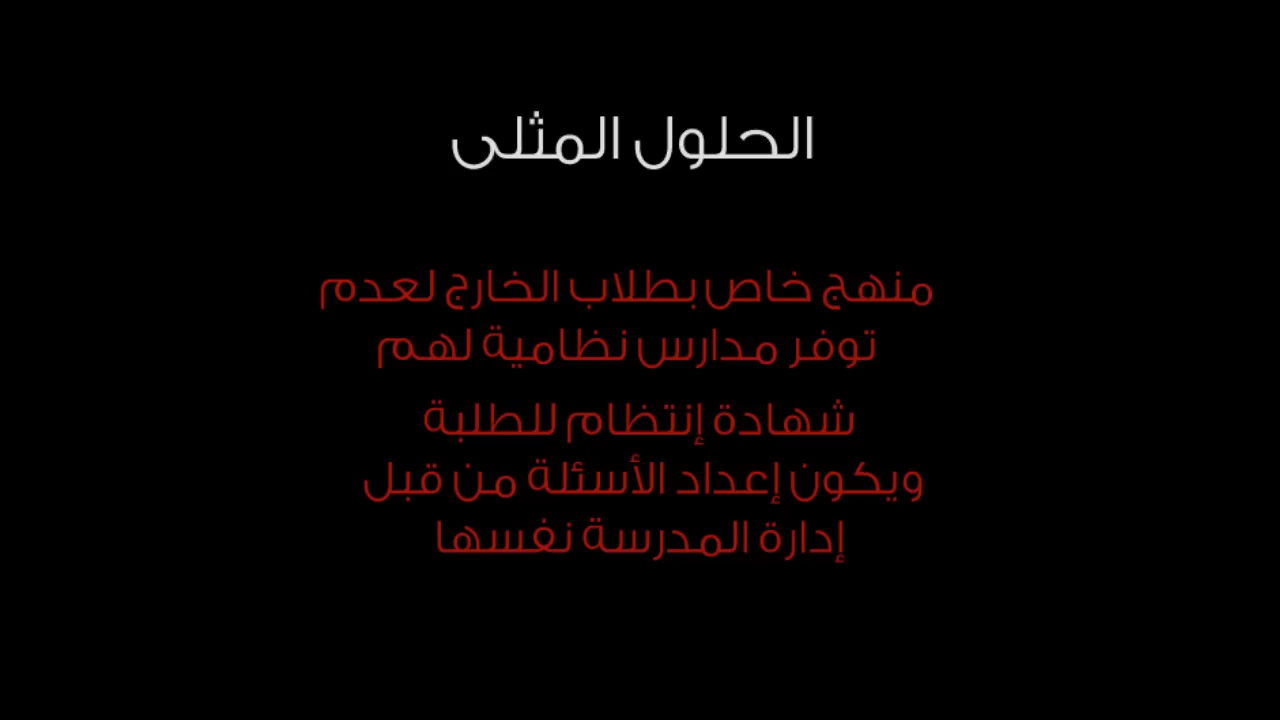 الحلول المثلى
منهج خاص بطلاب الخارج لعدم
توفر مدارس نظامية لهم
شهادة إنتظام للطلبة
ويكون إعداد الأسئلة من قبل
إدارة المدرسة نفسها